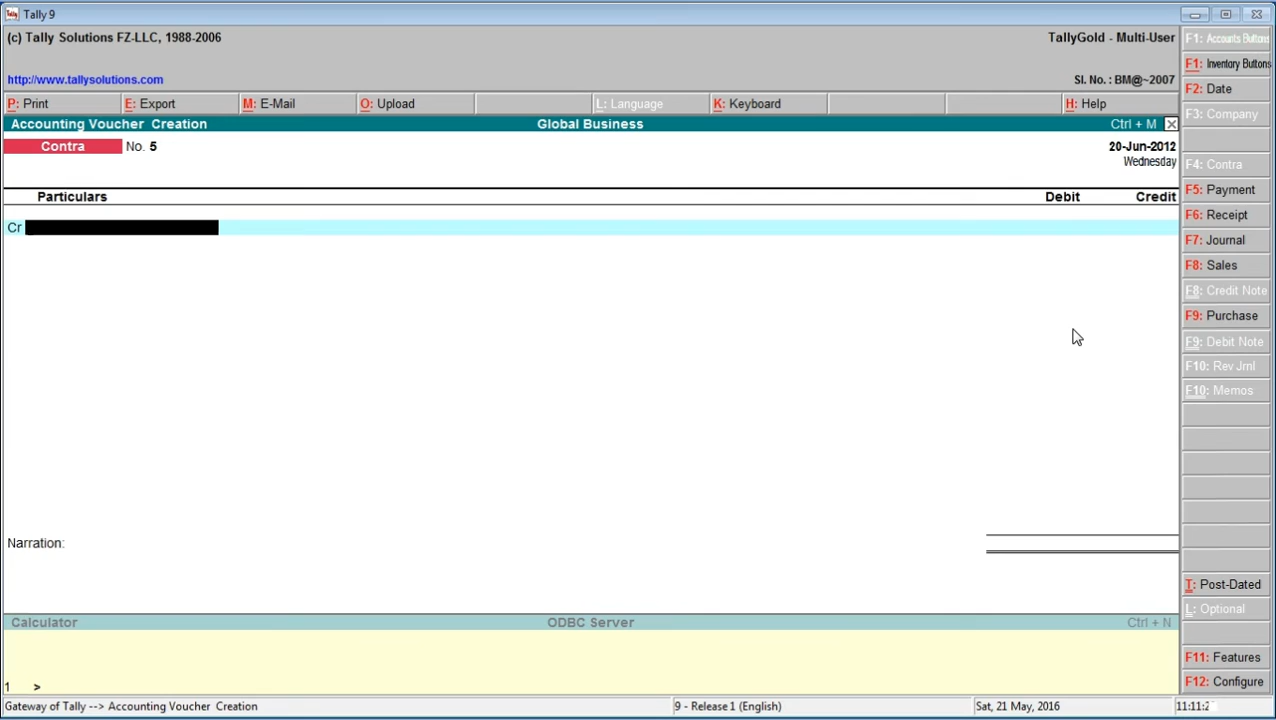 Tally 9
(c) Tally Solutions FZ-LLC, 1988-2006
TallyGold - Multi-User
http://www.tallysolutions.com
Sl. No. : BM@~2007
P: Print
E: Export
M: E-Mail
O: Upload
L: Language
K: Keyboard
H: Help
Accounting Voucher Creation
Global Business
Ctrl + M
Contra
No. 5
20-Jun-2012
Wednesday
Particulars
Debit
Credit
Cr
Narration:
Calculator
ODBC Server
Ctrl + N
1 >
Gateway of Tally --> Accounting Voucher Creation
9 - Release 1 (English)
Sat, 21 May, 2016
F1: Accounts Buttons
F1: Inventory Buttons
F2: Date
F3: Company
F4: Contra
F5: Payment
F6: Receipt
F7: Journal
F8: Sales
F8: Credit Note
F9: Purchase
F9: Debit Note
F10: Rev Jrnl
F10: Memos
T: Post-Dated
L: Optional
F11: Features
F12: Configure